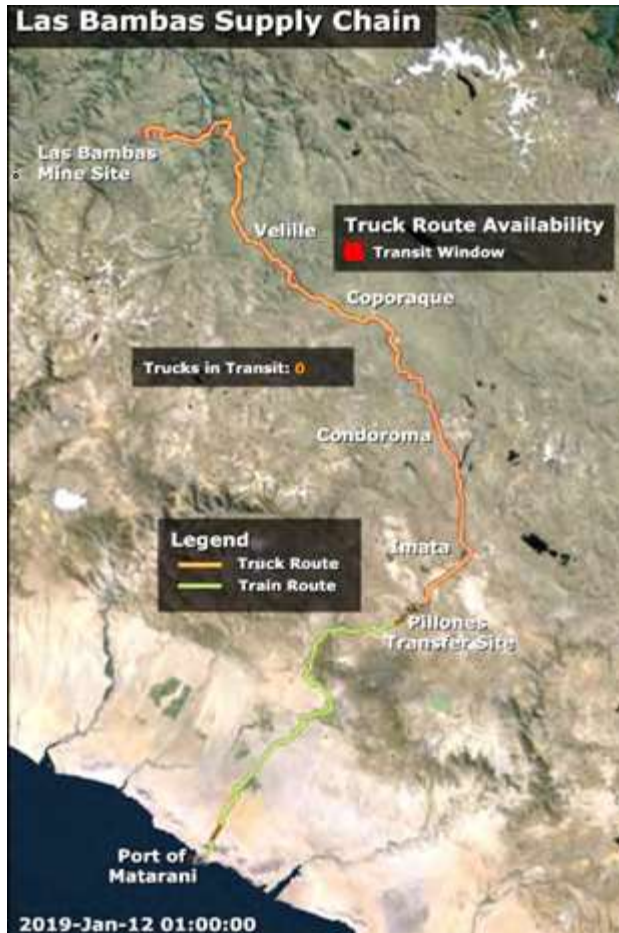 Las Bambas Supply Chain
Las Bambas
Mine Site
Velille
Truck Route Availability
Transit Window
Coporaque
Trucks in Transit: 0
Condoroma
Imata
Legend
Truck Route
Train Route
Pillones
Transfer Site
Port of
Matarani
2019-Jan-12 01:00:00